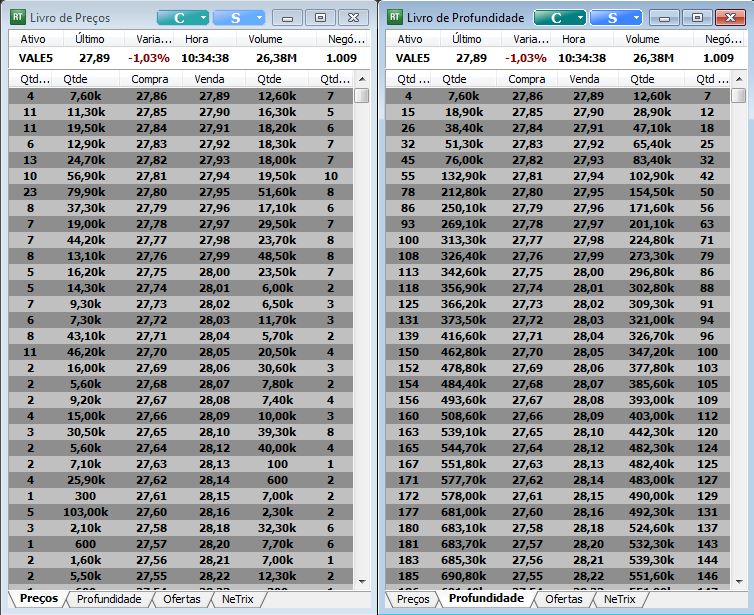 RT Livro de Preços C S
Ativo Último Varia... Hora Volume Negó...
VALE5 27,89 -1,03% 10:34:38 26,38M 1.009
Qtd... Qtde Compra Venda Qtde Qtd...
4 7,60k 27,86 27,89 12,60k 7
11 11,30k 27,85 27,90 16,30k 5
11 19,50k 27,84 27,91 18,20k 6
6 12,90k 27,83 27,92 18,30k 7
13 24,70k 27,82 27,93 18,00k 7
10 56,90k 27,81 27,94 19,50k 10
23 79,90k 27,80 27,95 51,60k 8
8 37,30k 27,79 27,96 17,10k 6
7 19,00k 27,78 27,97 29,50k 7
7 44,20k 27,77 27,98 23,70k 8
8 13,10k 27,76 27,99 48,50k 8
5 16,20k 27,75 28,00 23,50k 7
5 14,30k 27,74 28,01 6,00k 2
7 9,30k 27,73 28,02 6,50k 3
6 7,30k 27,72 28,03 11,70k 3
8 43,10k 27,71 28,04 5,70k 2
11 46,20k 27,70 28,05 20,50k 4
2 16,00k 27,69 28,06 30,60k 3
2 5,60k 27,68 28,07 7,80k 2
2 9,20k 27,67 28,08 7,40k 4
4 15,00k 27,66 28,09 10,00k 3
3 30,50k 27,65 28,10 39,30k 8
2 5,60k 27,64 28,12 40,00k 4
2 7,10k 27,63 28,13 100 1
4 25,90k 27,62 28,14 600 2
1 300 27,61 28,15 7,00k 2
5 103,00k 27,60 28,16 2,30k 2
3 2,10k 27,58 28,18 32,30k 6
1 600 27,57 28,20 7,70k 6
2 1,60k 27,56 28,21 7,00k 1
2 5,50k 27,55 28,22 12,30k 2
Preços Profundidade Ofertas NeTrix
RT Livro de Profundidade C S
Ativo Último Varia... Hora Volume Negó...
VALE5 27,89 -1,03% 10:34:38 26,38M 1.009
Qtd ... Qtde Compra Venda Qtde Qtd ...
4 7,60k 27,86 27,89 12,60k 7
15 18,90k 27,85 27,90 28,90k 12
26 38,40k 27,84 27,91 47,10k 18
32 51,30k 27,83 27,92 65,40k 25
45 76,00k 27,82 27,93 83,40k 32
55 132,90k 27,81 27,94 102,90k 42
78 212,80k 27,80 27,95 154,50k 50
86 250,10k 27,79 27,96 171,60k 56
93 269,10k 27,78 27,97 201,10k 63
100 313,30k 27,77 27,98 224,80k 71
108 326,40k 27,76 27,99 273,30k 79
113 342,60k 27,75 28,00 296,80k 86
118 356,90k 27,74 28,01 302,80k 88
125 366,20k 27,73 28,02 309,30k 91
131 373,50k 27,72 28,03 321,00k 94
139 416,60k 27,71 28,04 326,70k 96
150 462,80k 27,70 28,05 347,20k 100
152 478,80k 27,69 28,06 377,80k 103
154 484,40k 27,68 28,07 385,60k 105
156 493,60k 27,67 28,08 393,00k 109
160 508,60k 27,66 28,09 403,00k 112
163 539,10k 27,65 28,10 442,30k 120
165 544,70k 27,64 28,12 482,30k 124
167 551,80k 27,63 28,13 482,40k 125
171 577,70k 27,62 28,14 483,00k 127
172 578,00k 27,61 28,15 490,00k 129
177 681,00k 27,60 28,16 492,30k 131
180 683,10k 27,58 28,18 524,60k 137
181 683,70k 27,57 28,20 532,30k 143
183 685,30k 27,56 28,21 539,30k 144
185 690,80k 27,55 28,22 551,60k 146
Preços Profundidade Ofertas NeTrix